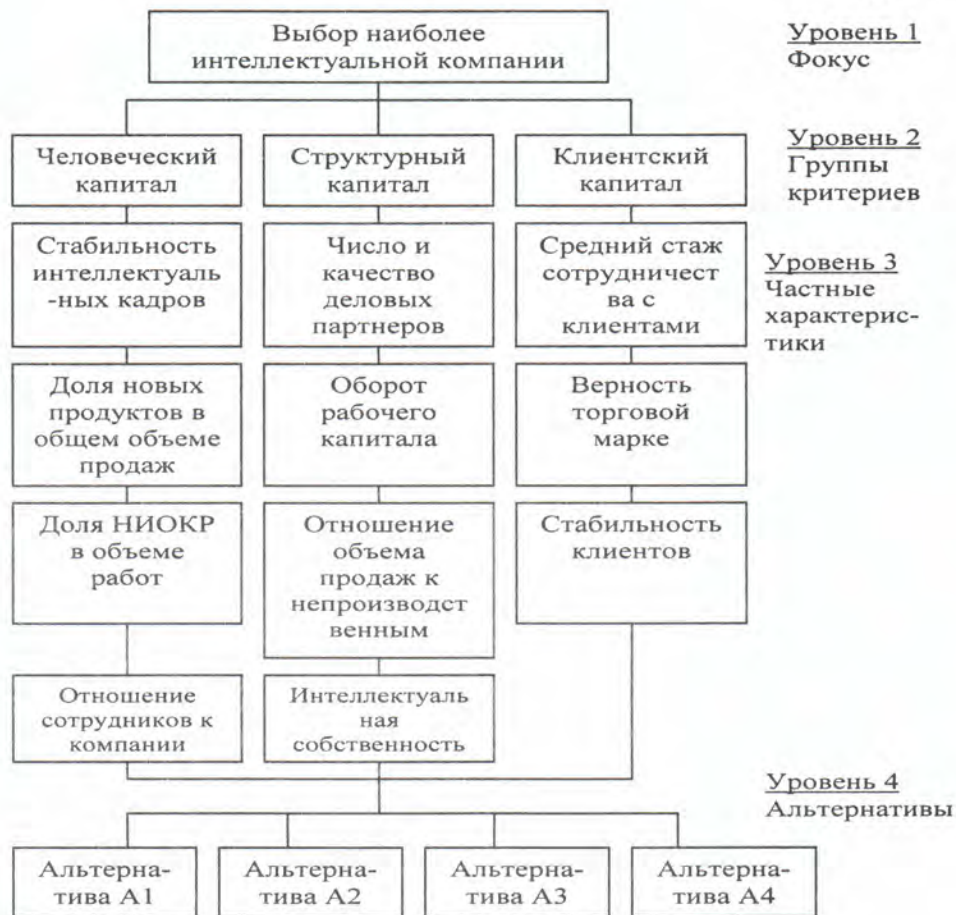 Выбор наиболее
интеллектуальной компании
Уровень 1
Фокус
Человеческий
капитал
Структурный
капитал
Клиентский
капитал
Уровень 2
Группы
критериев
Стабильность
интеллектуаль
-ных кадров
Число и
качество
деловых
партнеров
Средний стаж
сотрудничест
ва с
клиентами
Уровень 3
Частные
характерис-
тики
Доля новых
продуктов в
общем объеме
продаж
Оборот
рабочего
капитала
Верность
торговой
марке
Доля НИОКР
в объеме
работ
Отношение
объема
продаж к
непроизводст
венным
Стабильность
клиентов
Отношение
сотрудников к
компании
Интеллектуаль
ная
собственность
Уровень 4
Альтернативы
Альтерна-
тива А1
Альтерна-
тива А2
Альтерна-
тива А3
Альтерна-
тива А4